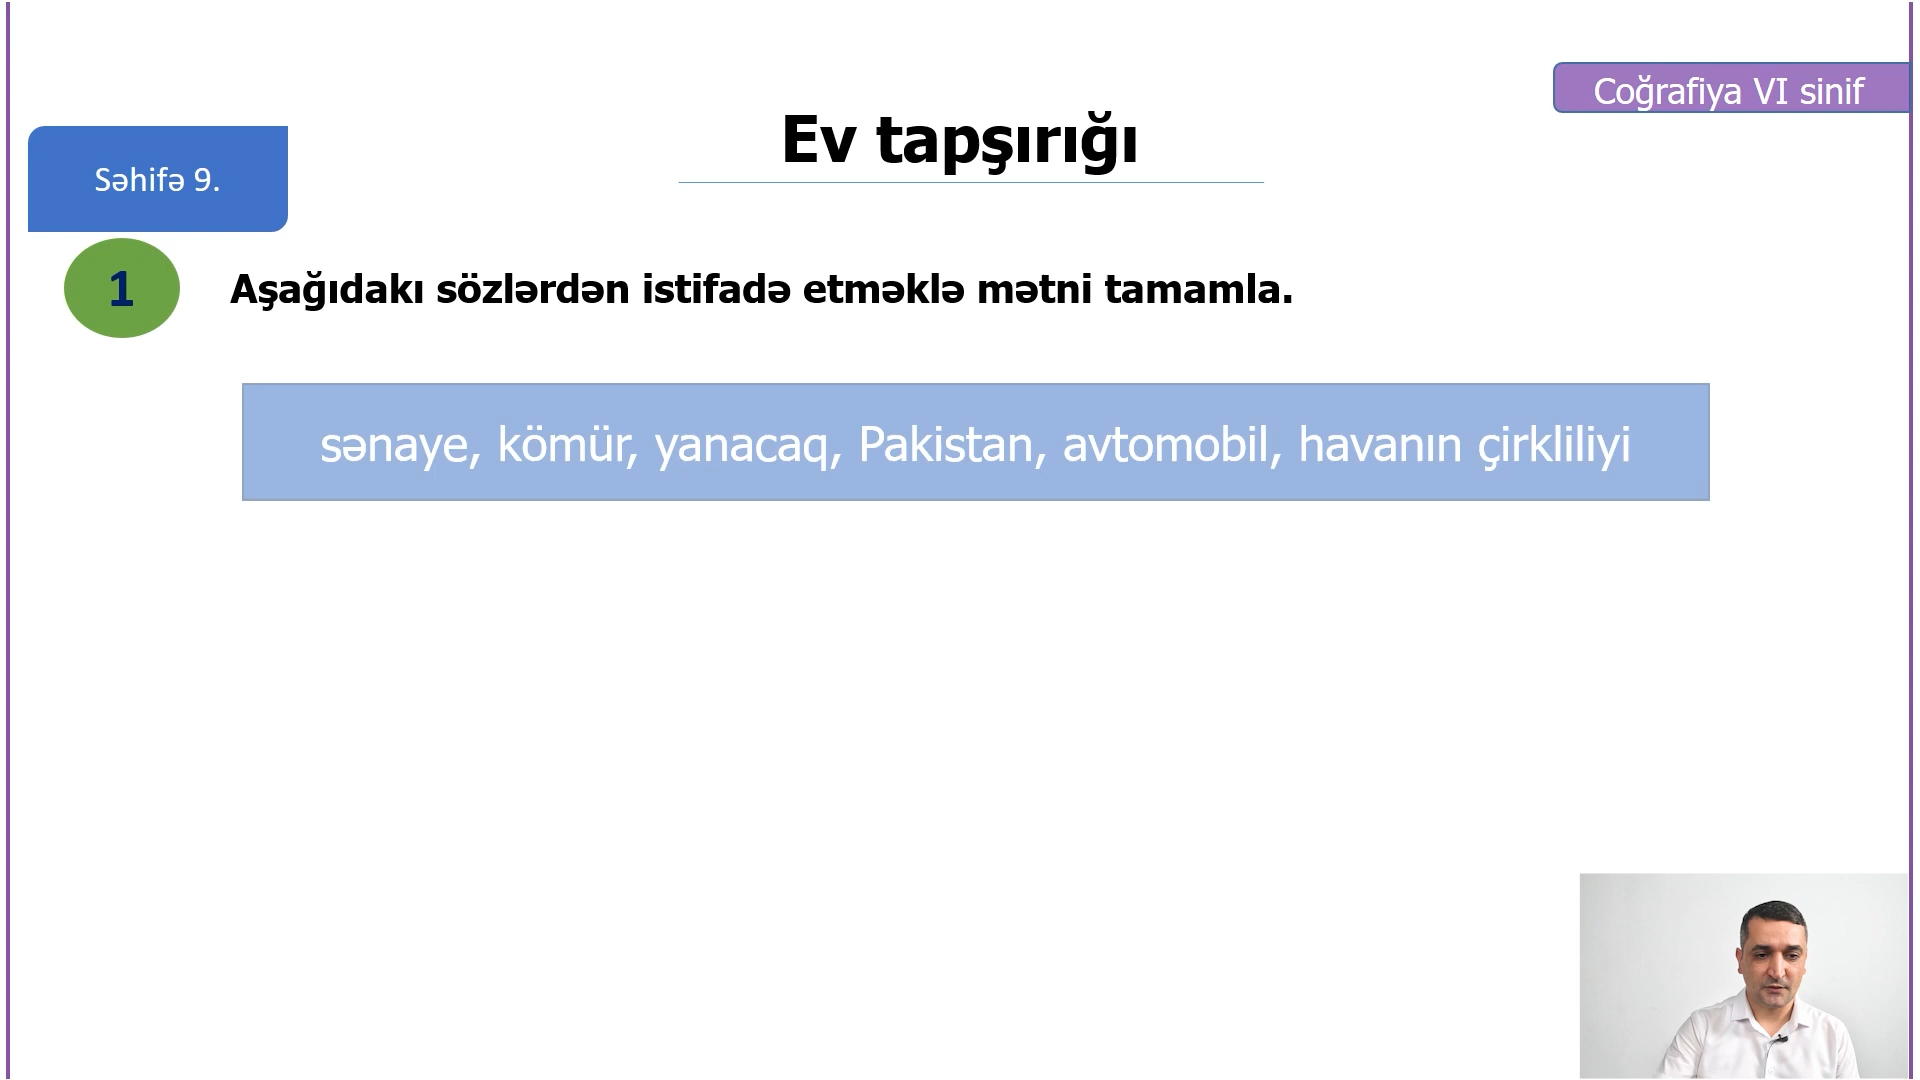 Coğrafiya VI sinif
Ev tapşırığı
Səhifə 9.
1
Aşağıdakı sözlərdən istifadə etməklə mətni tamamla.
sənaye, kömür, yanacaq, Pakistan, avtomobil, havanın çirkliliyi